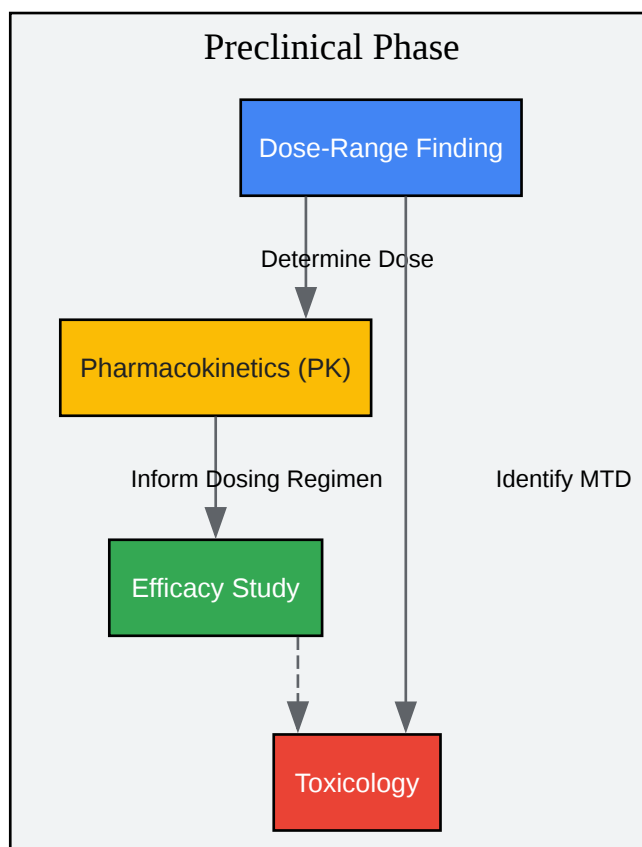 Preclinical Phase
Dose-Range Finding
Determine Dose
Pharmacokinetics (PK)
Inform Dosing Regimen
Identify MTD
Efficacy Study
Toxicology